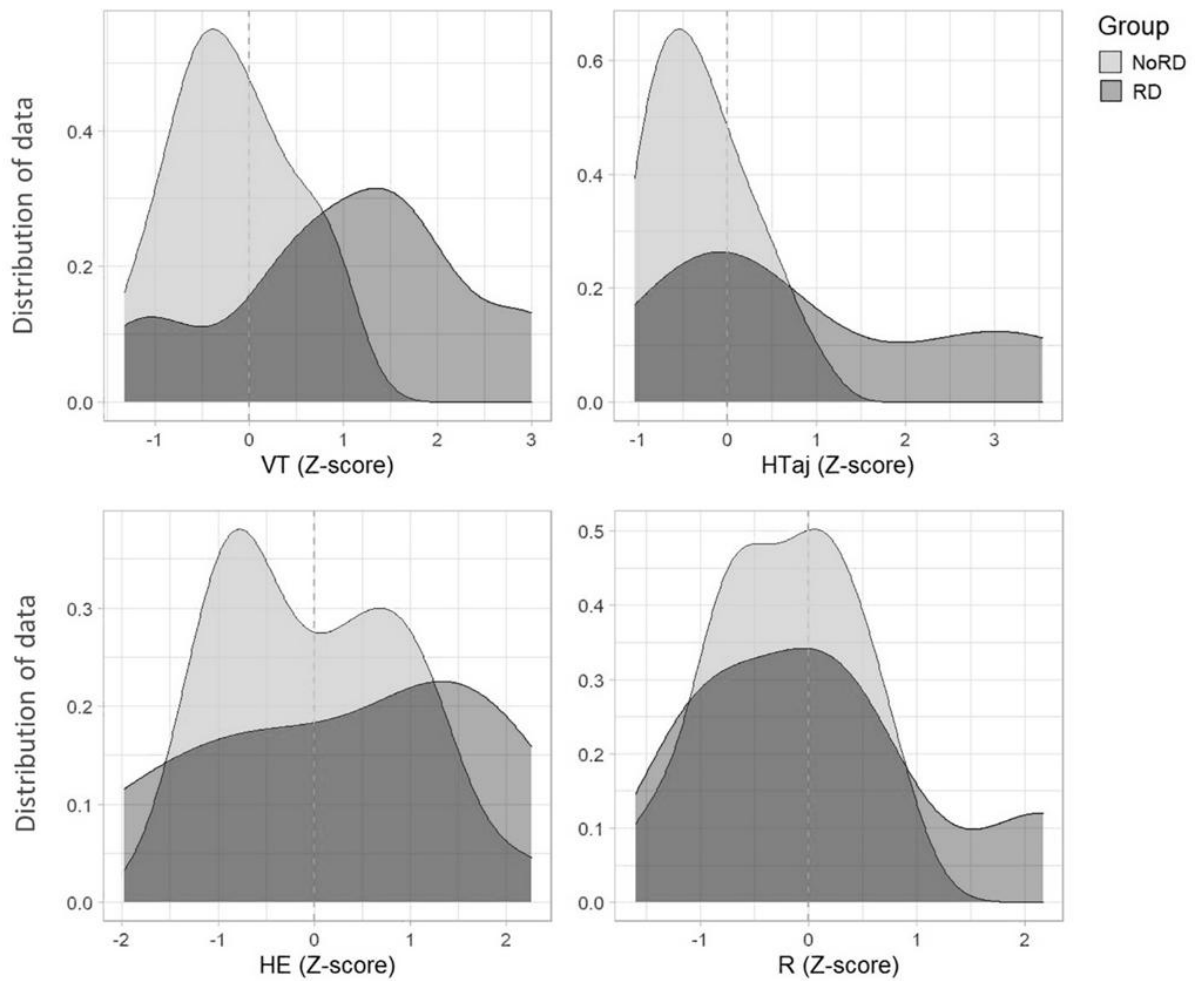 Group
NoRD
RD
Distribution of data
0.4
0.2
0.0
-1 0 1 2 3
VT (Z-score)
0.6
0.4
0.2
0.0
-1 0 1 2 3
HTaj (Z-score)
Distribution of data
0.3
0.2
0.1
0.0
-2 -1 0 1 2
HE (Z-score)
0.5
0.4
0.3
0.2
0.1
0.0
-1 0 1 2
R (Z-score)